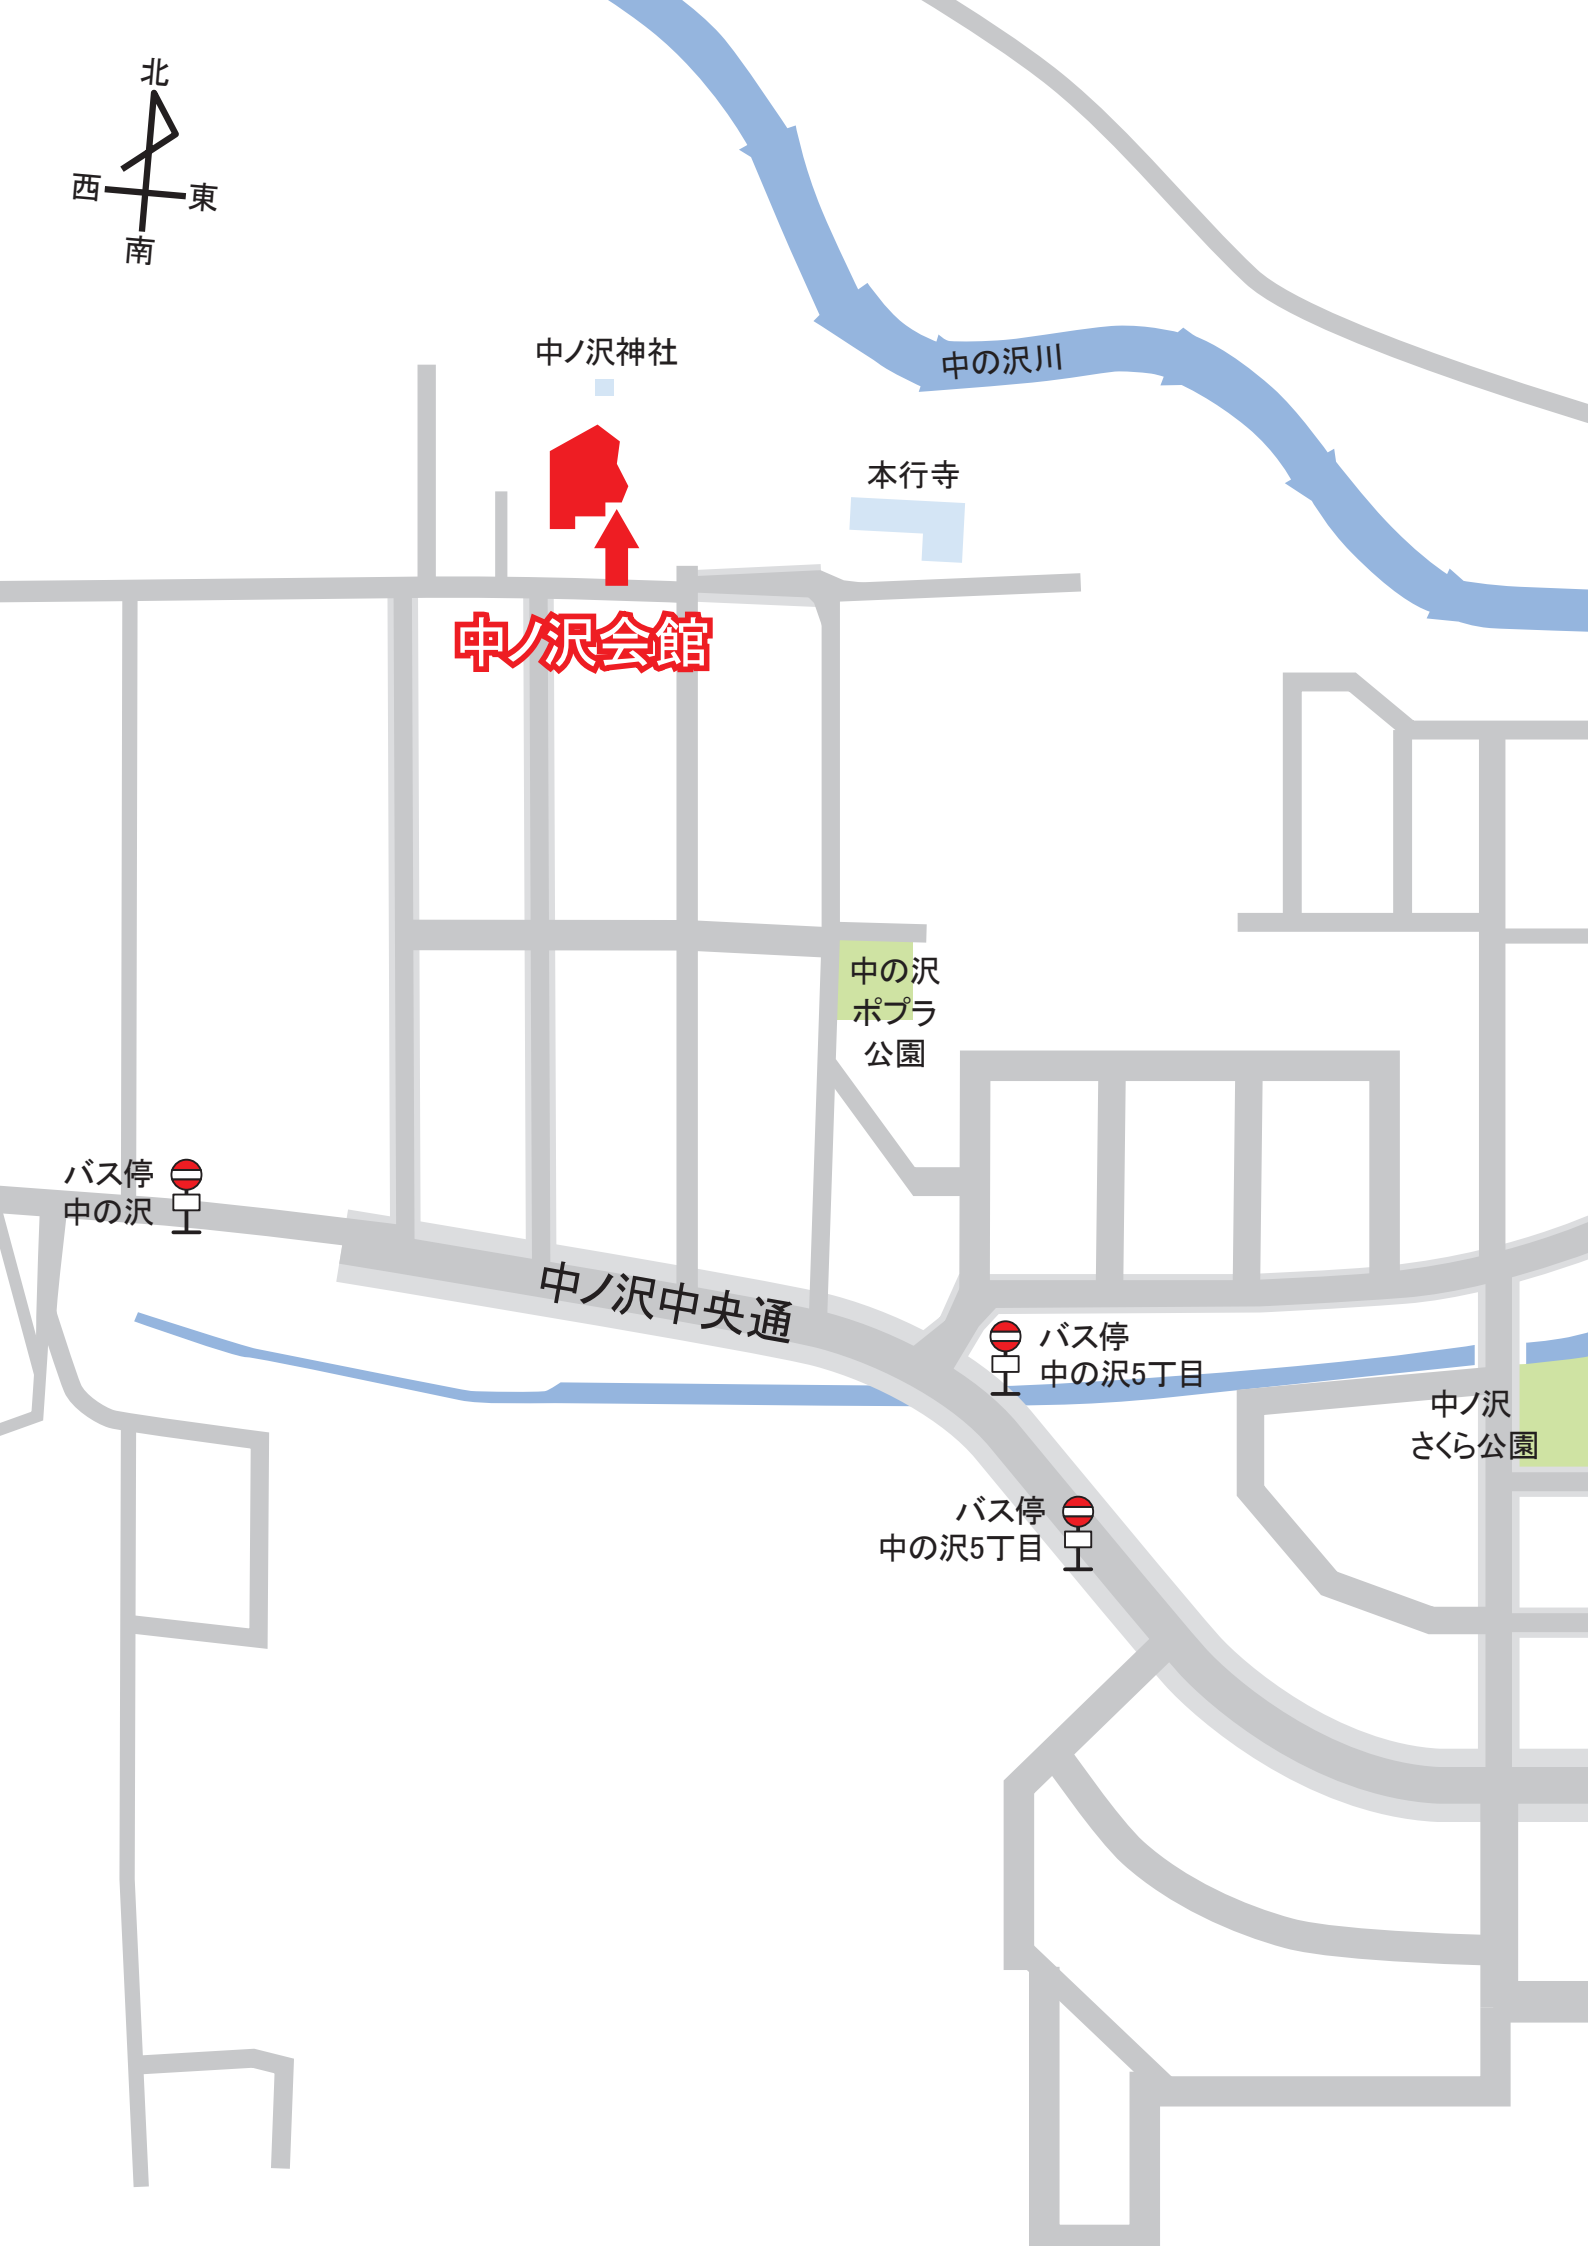 北
西
東
南
中ノ沢神社
中の沢川
本行寺
中ノ沢会館
中の沢
ポプラ
公園
バス停
中の沢
中ノ沢中央通
バス停
中の沢5丁目
中ノ沢
さくら公園
バス停
中の沢5丁目